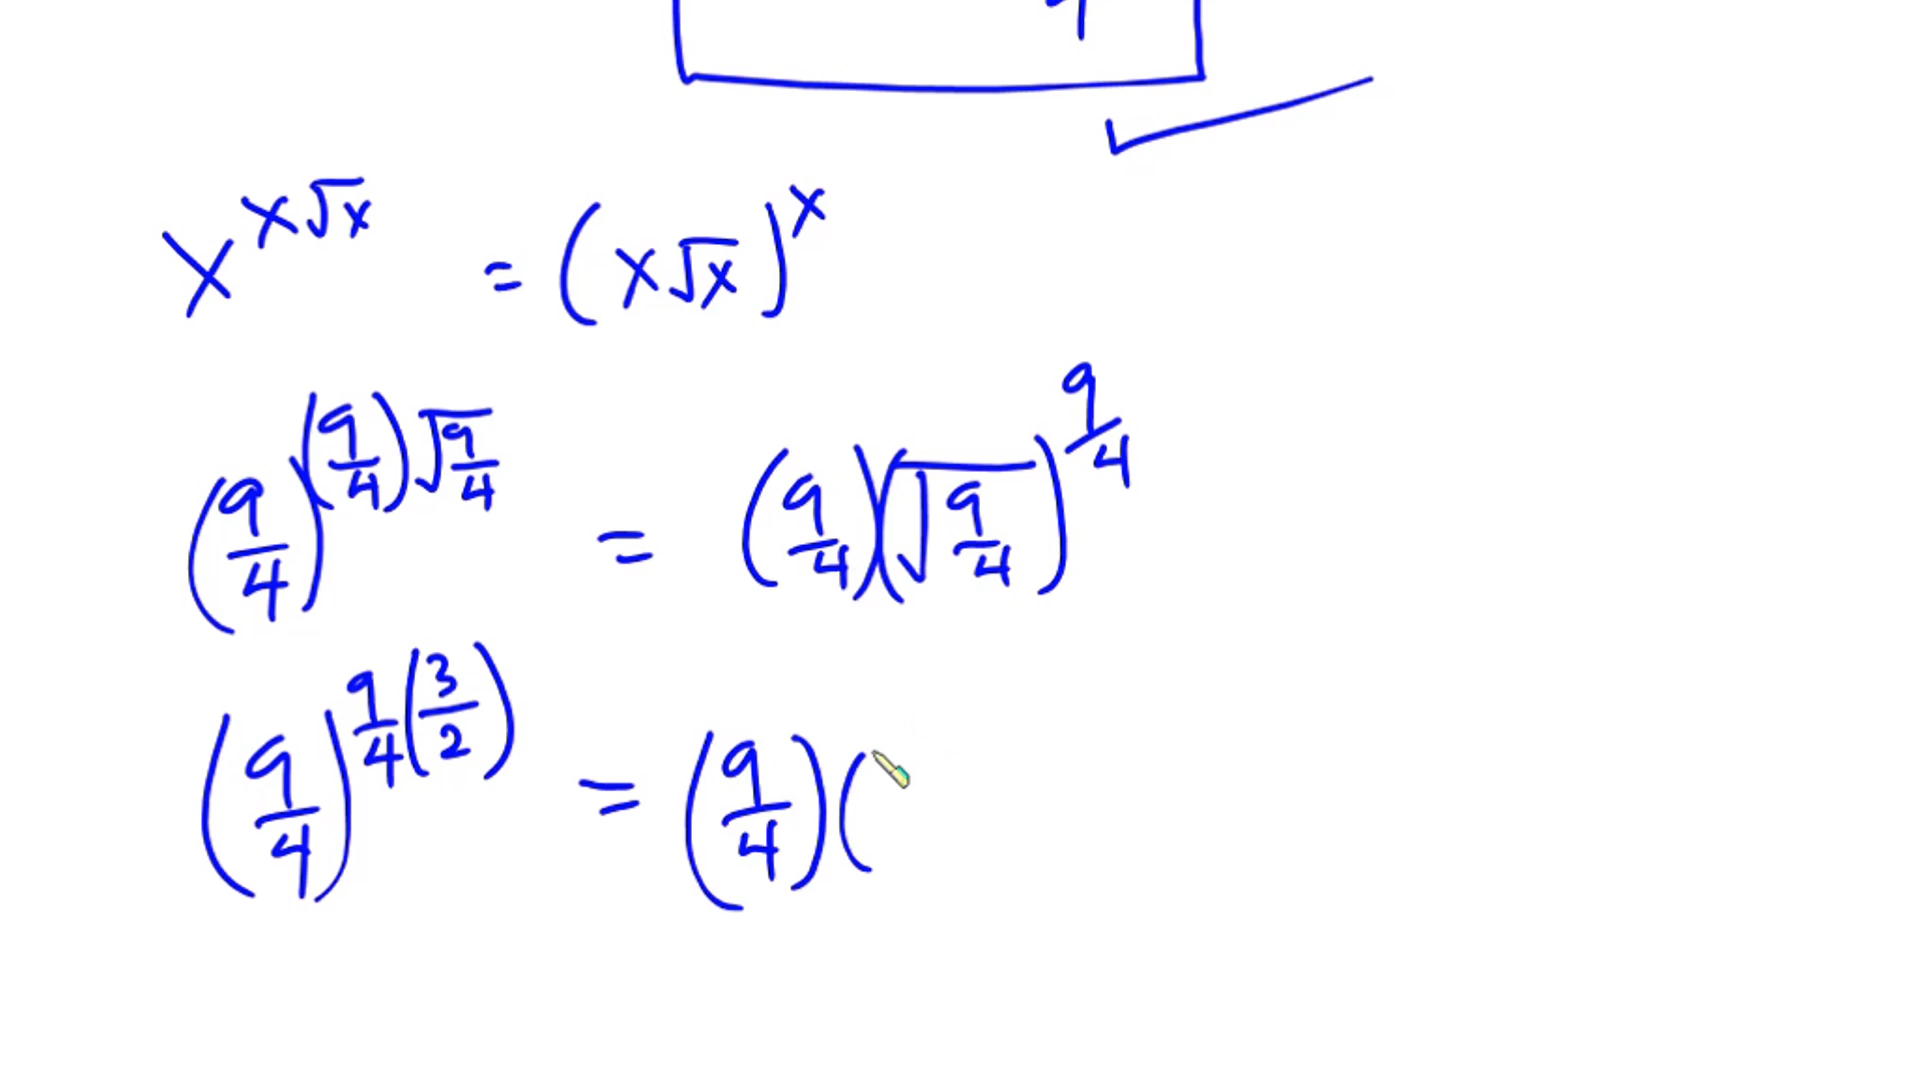 x^{x√x} = (x√x)^x
(9/4)^{(9/4)√(9/4)} = (9/4)(√(9/4))^{9/4}
(9/4)^{9/4(3/2)} = (9/4)(